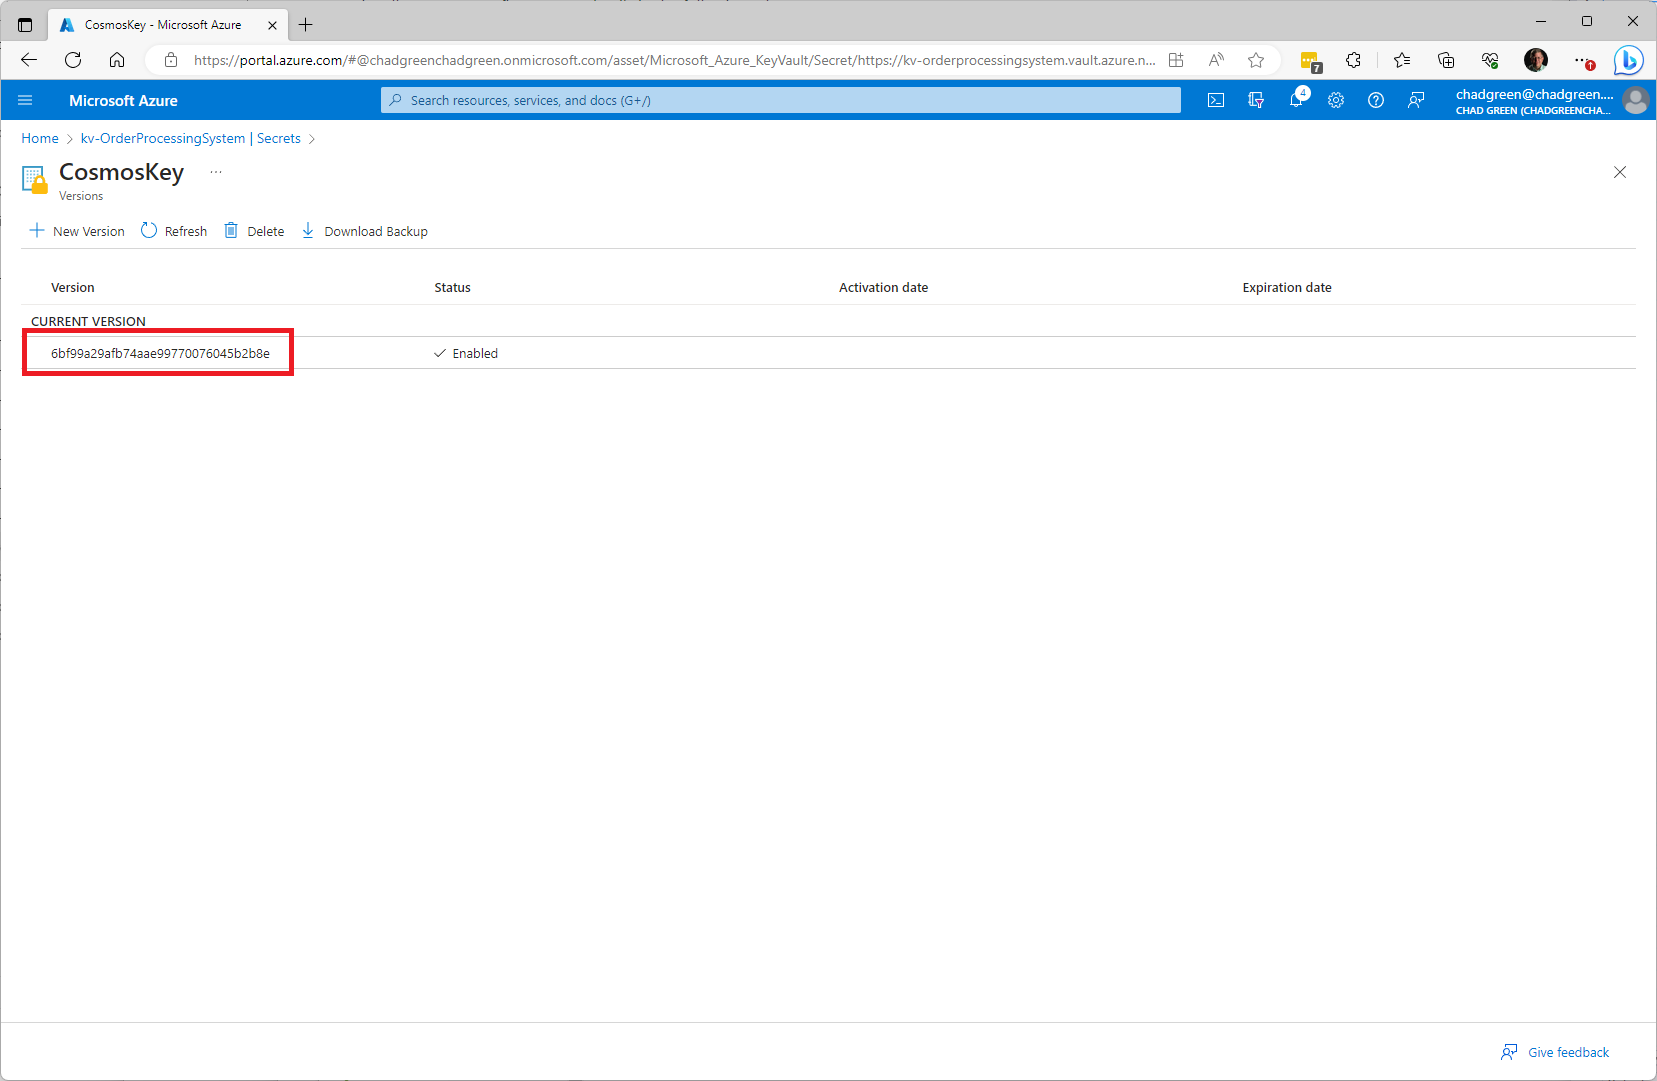 CosmosKey - Microsoft Azure
https://portal.azure.com/#@chadgreenchadgreen.onmicrosoft.com/asset/Microsoft_Azure_KeyVault/Secret/https://kv-orderprocessingsystem.vault.azure.n...
7
Microsoft Azure
Search resources, services, and docs (G+/)
4
chadgreen@chadgreen....
CHAD GREEN (CHADGREENCHA...
Home > kv-OrderProcessingSystem | Secrets >
CosmosKey ...
Versions
New Version Refresh Delete Download Backup
Version Status Activation date Expiration date
CURRENT VERSION
6bf99a29afb74aae99770076045b2b8e Enabled
Give feedback